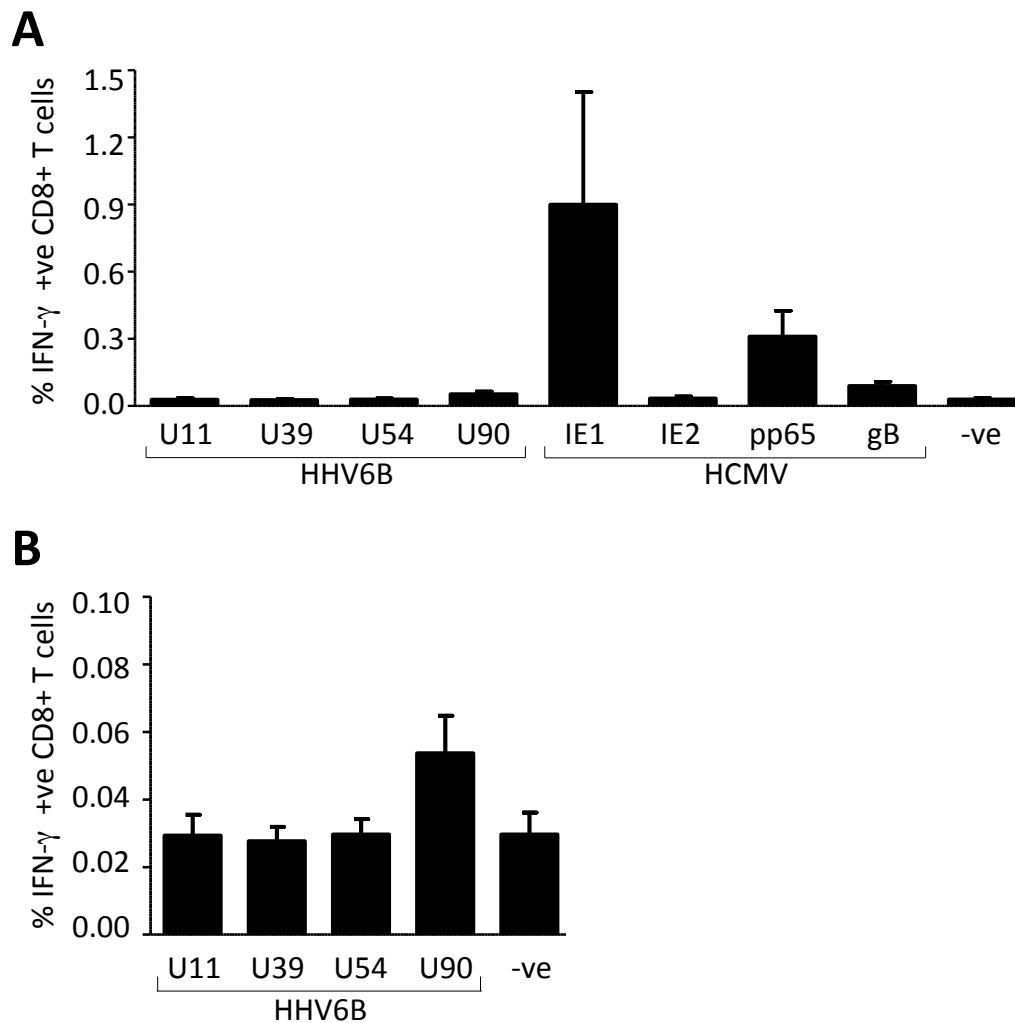 A
% IFN-γ +ve CD8+ T cells
1.5
1.2
0.9
0.6
0.3
0.0
U11 U39 U54 U90 IE1 IE2 pp65 gB -ve
HHV6B HCMV
B
% IFN-γ +ve CD8+ T cells
0.10
0.08
0.06
0.04
0.02
0.00
U11 U39 U54 U90 -ve
HHV6B